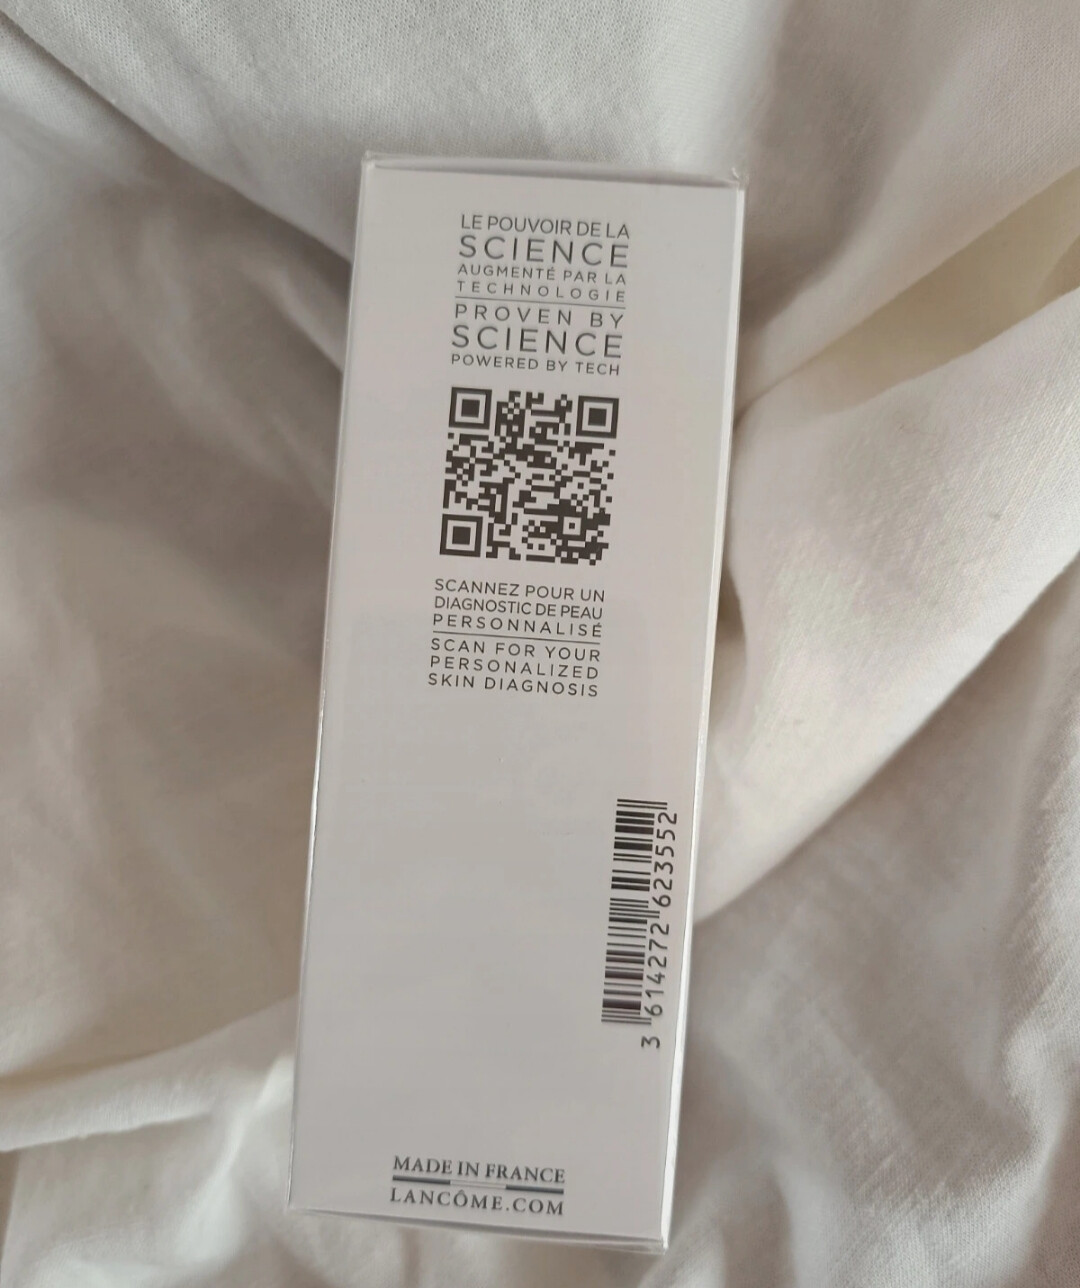 LE POUVOIR DE LA
SCIENCE
AUGMENTÉ PAR LA
TECHNOLOGIE
PROVEN BY
SCIENCE
POWERED BY TECH
SCANNEZ POUR UN
DIAGNOSTIC DE PEAU
PERSONNALISÉ
SCAN FOR YOUR
PERSONALIZED
SKIN DIAGNOSIS
3 614272 623552
MADE IN FRANCE
LANCÔME.COM